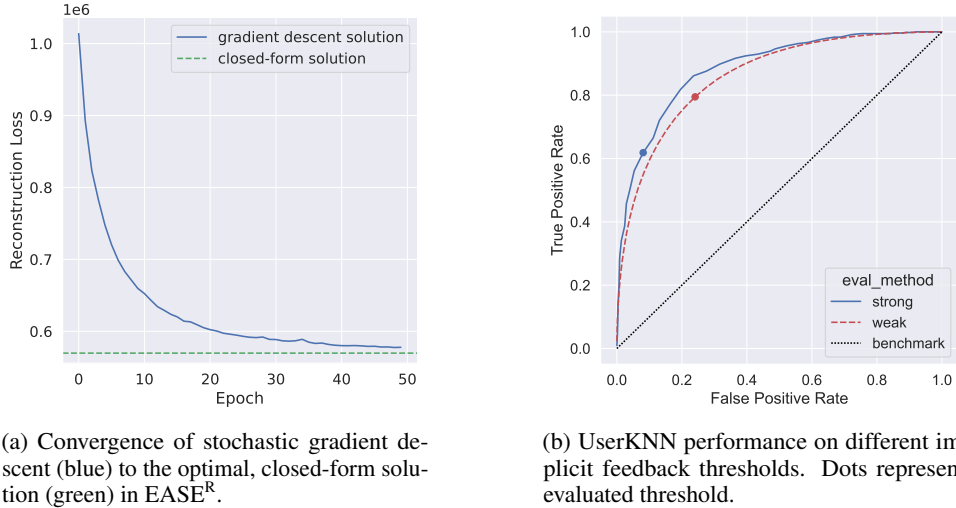 1e6
1.0
0.9
0.8
0.7
0.6
Reconstruction Loss
gradient descent solution
closed-form solution
0 10 20 30 40 50
Epoch
(a) Convergence of stochastic gradient de-
scent (blue) to the optimal, closed-form solu-
tion (green) in EASE^R.
1.0
0.8
0.6
0.4
0.2
0.0
True Positive Rate
eval_method
strong
weak
benchmark
0.0 0.2 0.4 0.6 0.8 1.0
False Positive Rate
(b) UserKNN performance on different im
plicit feedback thresholds. Dots represen
evaluated threshold.